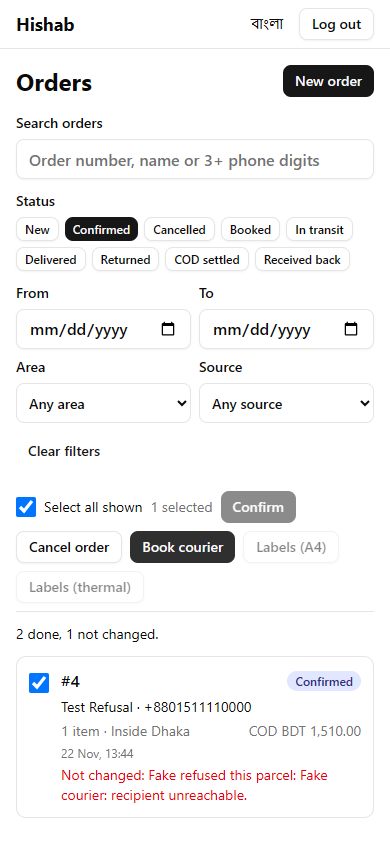 Hishab
বাংলা
Log out
Orders
New order
Search orders
Order number, name or 3+ phone digits
Status
New
Confirmed
Cancelled
Booked
In transit
Delivered
Returned
COD settled
Received back
From
To
mm/dd/yyyy
mm/dd/yyyy
Area
Source
Any area
Any source
Clear filters
Select all shown
1 selected
Confirm
Cancel order
Book courier
Labels (A4)
Labels (thermal)
2 done, 1 not changed.
#4
Confirmed
Test Refusal · +8801511110000
1 item · Inside Dhaka
COD BDT 1,510.00
22 Nov, 13:44
Not changed: Fake refused this parcel: Fake
courier: recipient unreachable.